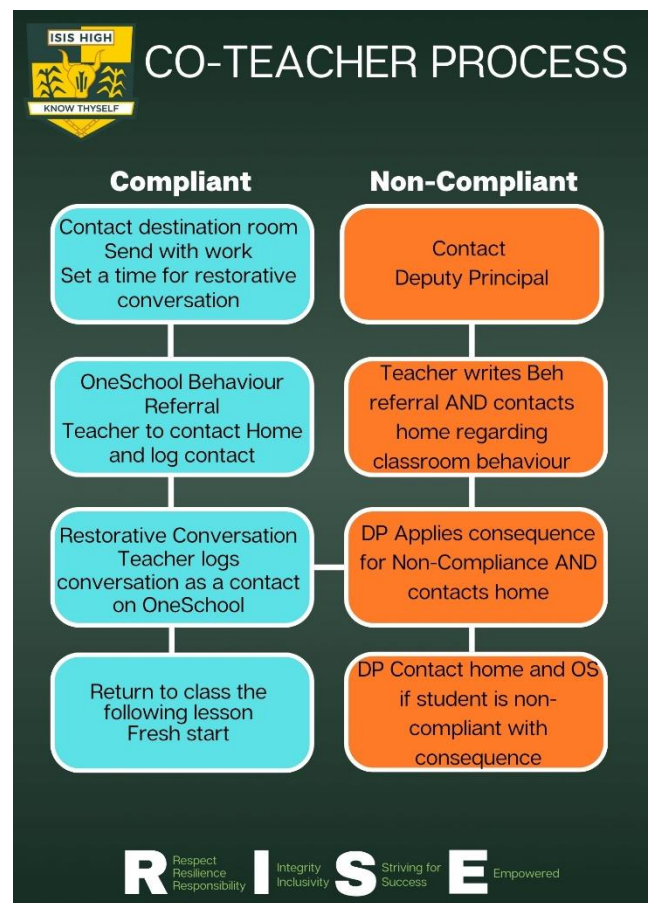 ISIS HIGH
KNOW THYSELF
CO-TEACHER PROCESS
Compliant
Contact destination room
Send with work
Set a time for restorative
conversation
OneSchool Behaviour
Referral
Teacher to contact Home
and log contact
Restorative Conversation
Teacher logs
conversation as a contact
on OneSchool
Return to class the
following lesson
Fresh start
Non-Compliant
Contact
Deputy Principal
Teacher writes Beh
referral AND contacts
home regarding
classroom behaviour
DP Applies consequence
for Non-Compliance AND
contacts home
DP Contact home and OS
if student is non-
compliant with
consequence
R
Respect
Resilience
Responsibility
I
Integrity
Inclusivity
S
Striving for
Success
E
Empowered